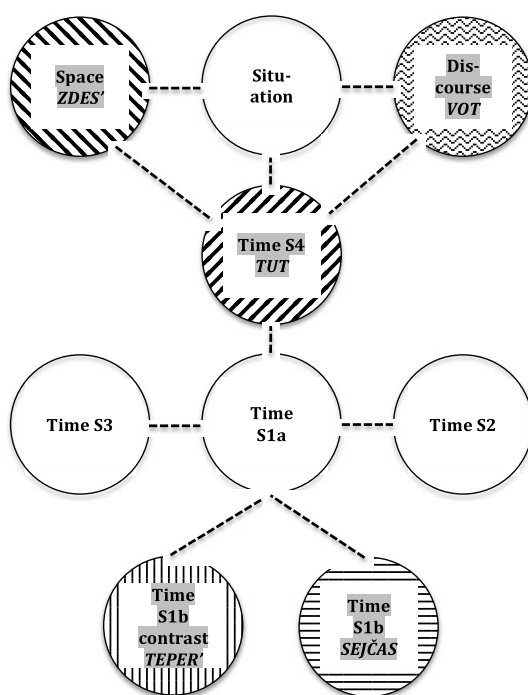 Space
ZDES’
Situ-
ation
Dis-
course
VOT
Time S4
TUT
Time S3
Time
S1a
Time S2
Time
S1b
contrast
TEPER’
Time
S1b
SEJČAS